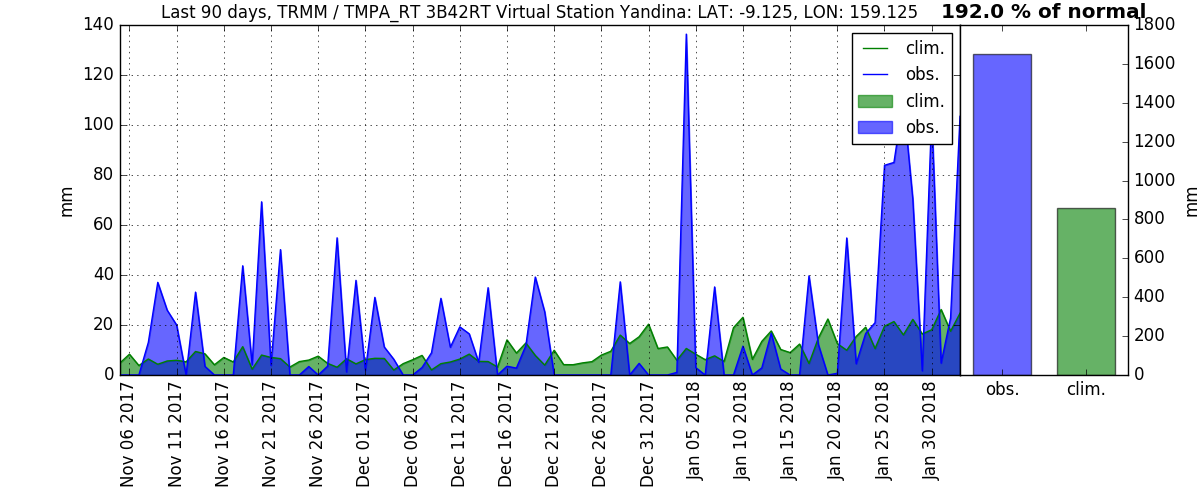 Last 90 days, TRMM / TMPA_RT 3B42RT Virtual Station Yandina: LAT: -9.125, LON: 159.125
192.0 % of normal
140
120
100
80
60
40
20
0
mm
clim.
obs.
clim.
obs.
1800
1600
1400
1200
1000
800
600
400
200
0
mm
Nov 06 2017
Nov 11 2017
Nov 16 2017
Nov 21 2017
Nov 26 2017
Dec 01 2017
Dec 06 2017
Dec 11 2017
Dec 16 2017
Dec 21 2017
Dec 26 2017
Dec 31 2017
Jan 05 2018
Jan 10 2018
Jan 15 2018
Jan 20 2018
Jan 25 2018
Jan 30 2018
obs.
clim.